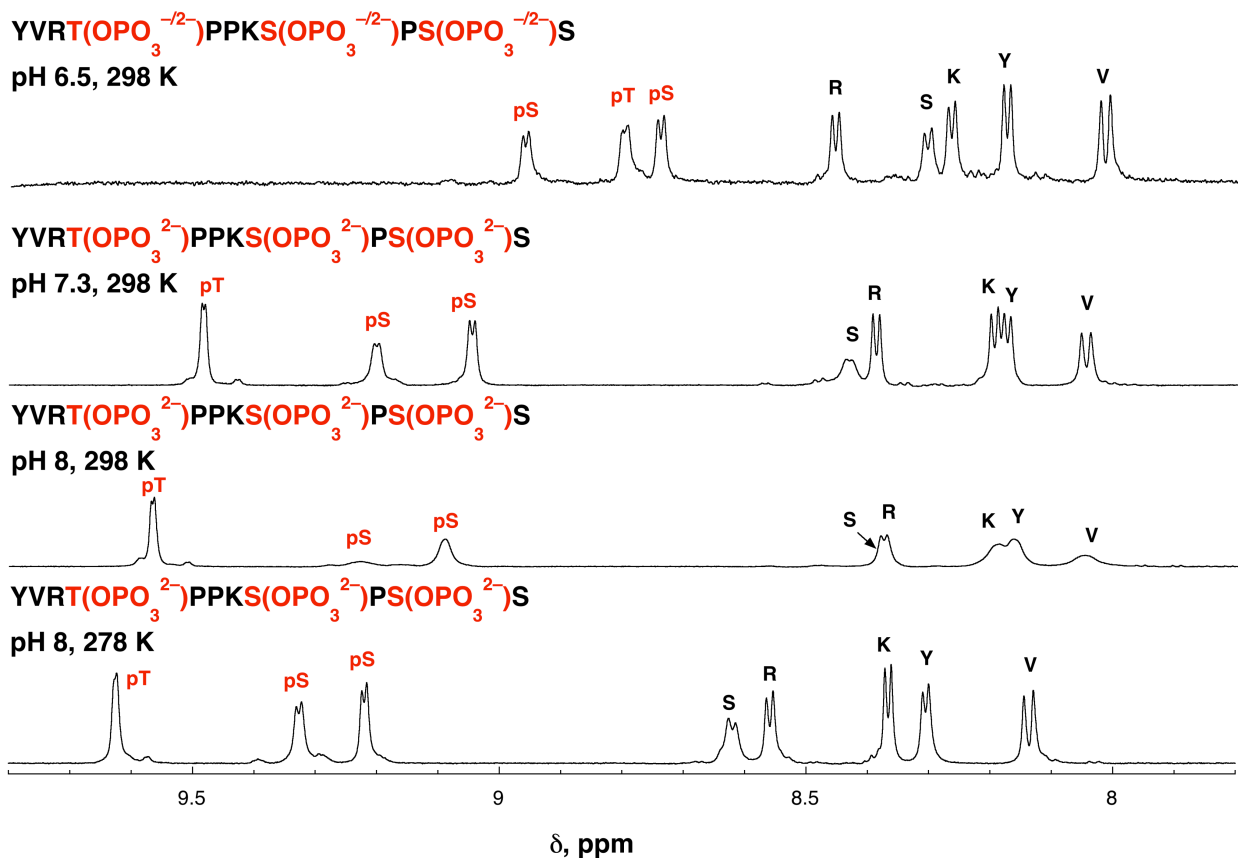 YVRT(OPO₃⁻/²⁻)PPKS(OPO₃⁻/²⁻)PS(OPO₃⁻/²⁻)S
pH 6.5, 298 K
pS pT pS R S K Y V
YVRT(OPO₃²⁻)PPKS(OPO₃²⁻)PS(OPO₃²⁻)S
pH 7.3, 298 K
pT pS pS S R K Y V
YVRT(OPO₃²⁻)PPKS(OPO₃²⁻)PS(OPO₃²⁻)S
pH 8, 298 K
pT pS pS S R K Y V
YVRT(OPO₃²⁻)PPKS(OPO₃²⁻)PS(OPO₃²⁻)S
pH 8, 278 K
pT pS pS S R K Y V
9.5 9 8.5 8
δ, ppm